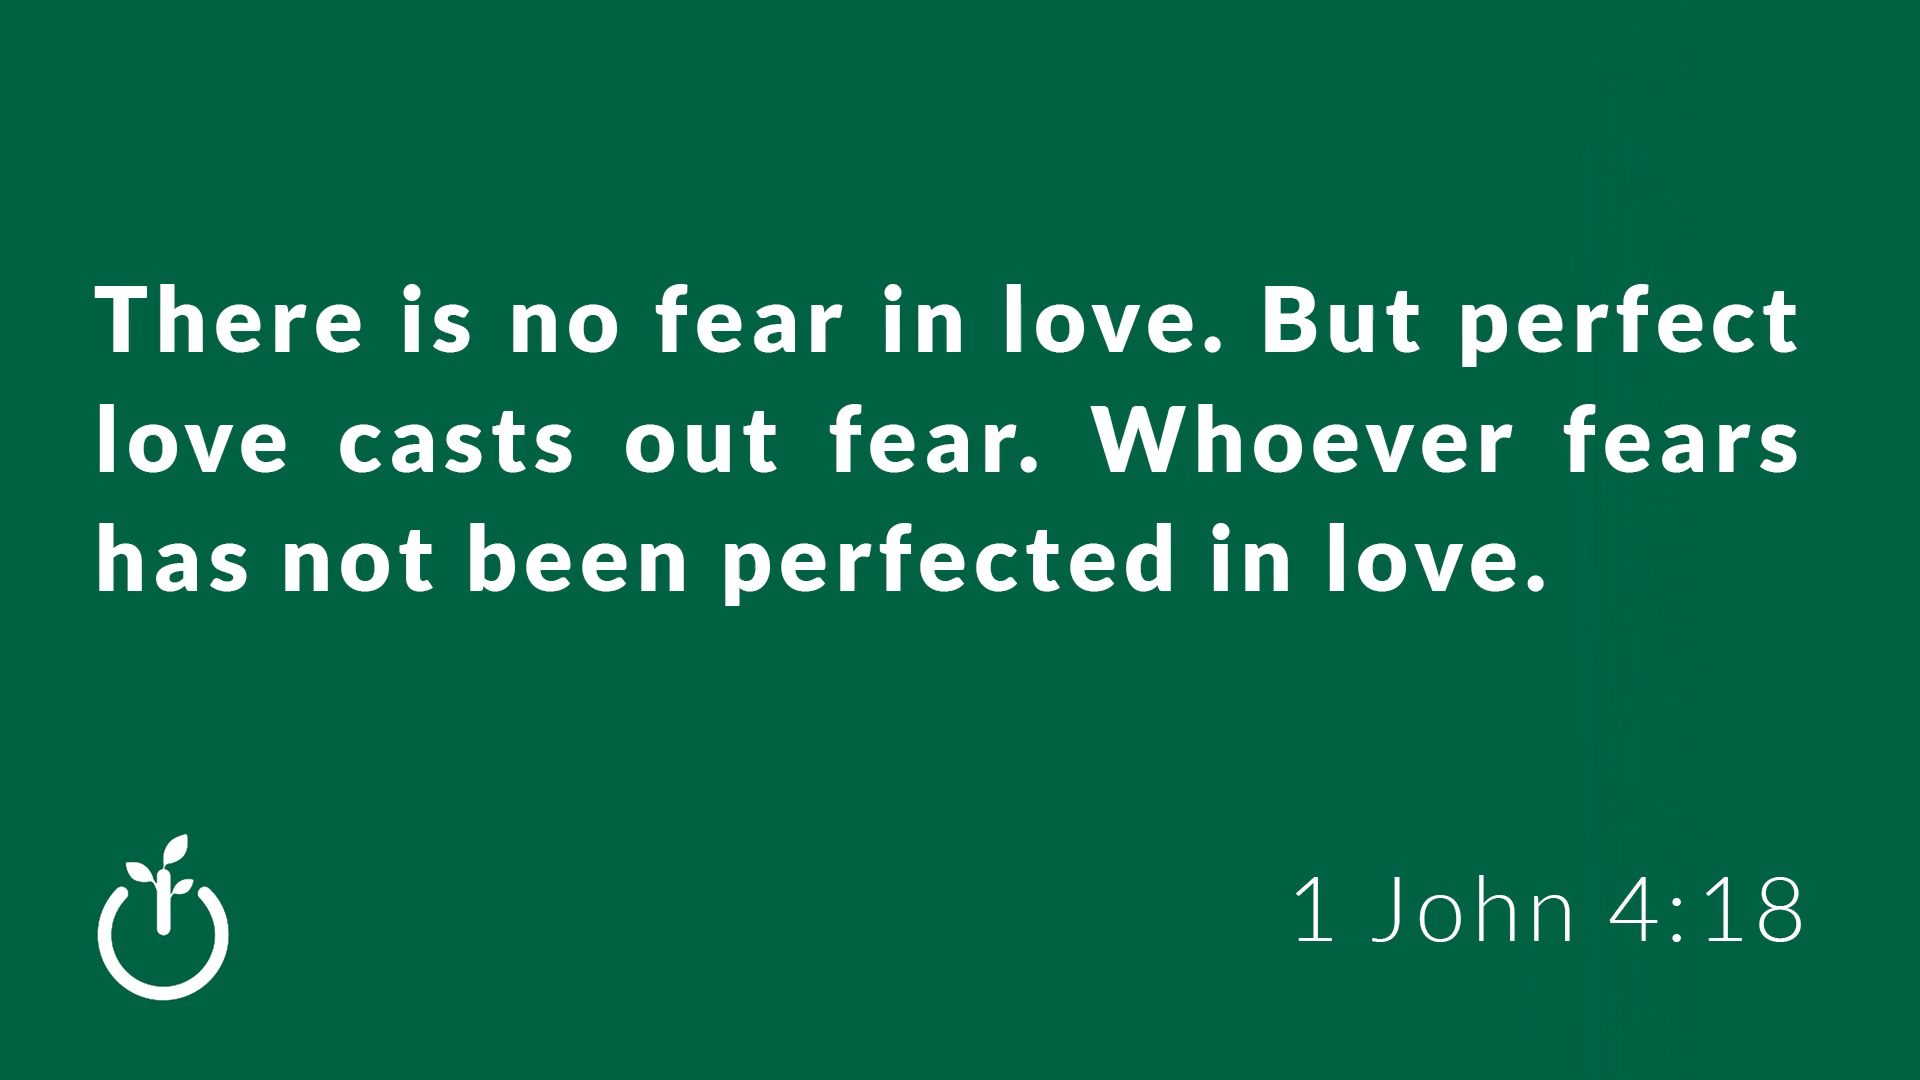 There is no fear in love. But perfect
love casts out fear. Whoever fears
has not been perfected in love.
1 John 4:18